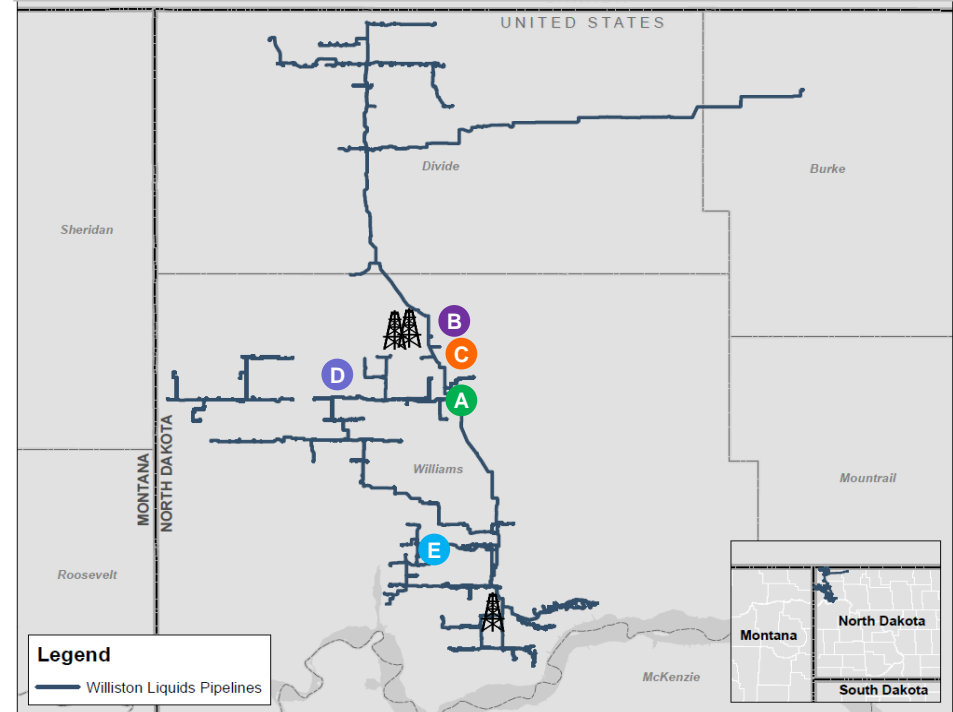 UNITED STATES
Divide
Burke
Sheridan
B
C
D
A
MONTANA
NORTH DAKOTA
Williams
Mountrail
E
Roosevelt
McKenzie
Legend
Williston Liquids Pipelines
Montana
North Dakota
South Dakota